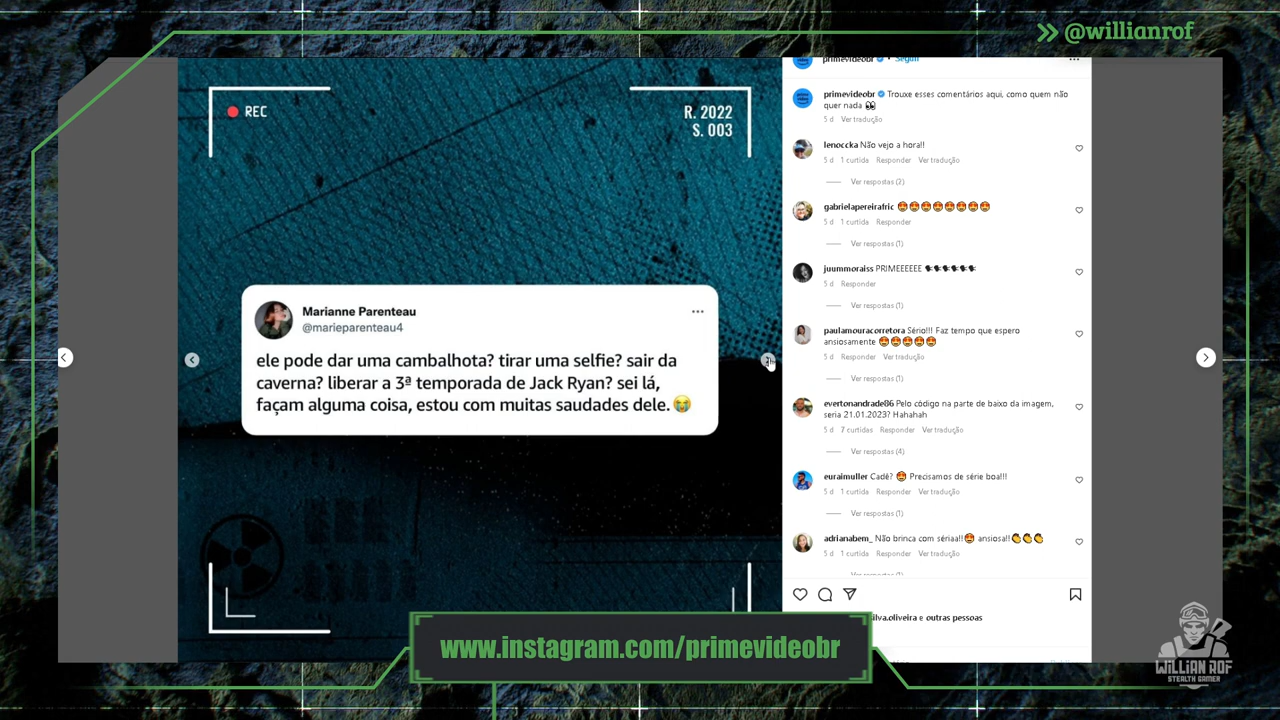 @willianrof
REC
R. 2022
S. 003
Marianne Parenteau
@marieparenteau4
ele pode dar uma cambalhota? tirar uma selfie? sair da
caverna? liberar a 3ª temporada de Jack Ryan? sei lá,
façam alguma coisa, estou com muitas saudades dele.😭
primevideobr • Seguir
primevideobr Trouxe esses comentários aqui, como quem não
quer nada 👀
5 d Ver tradução
lenoccka Não vejo a hora!!
5 d 1 curtida Responder Ver tradução
Ver respostas (2)
gabrielapereirafric 😍😍😍😍😍😍😍😍
5 d 1 curtida Responder
Ver respostas (1)
juummoraiss PRIMEEEEEE 🗣🗣🗣🗣🗣🗣
5 d Responder
Ver respostas (1)
paulamouracorretora Sério!!! Faz tempo que espero
ansiosamente 😍😍😍😍😍
5 d Responder Ver tradução
Ver respostas (1)
evertonandrade86 Pelo código na parte de baixo da imagem,
seria 21.01.2023? Hahahah
5 d 7 curtidas Responder Ver tradução
Ver respostas (4)
euraimuller Cadê? 😍 Precisamos de série boa!!!
5 d 1 curtida Responder Ver tradução
Ver respostas (1)
adrianabem_ Não brinca com sériaa!!😍 ansiosa!!👏👏👏
5 d 1 curtida Responder Ver tradução
Ver respostas (1)
silva.oliveira e outras pessoas
www.instagram.com/primevideobr
WILLIAN ROF
STEALTH GAMER